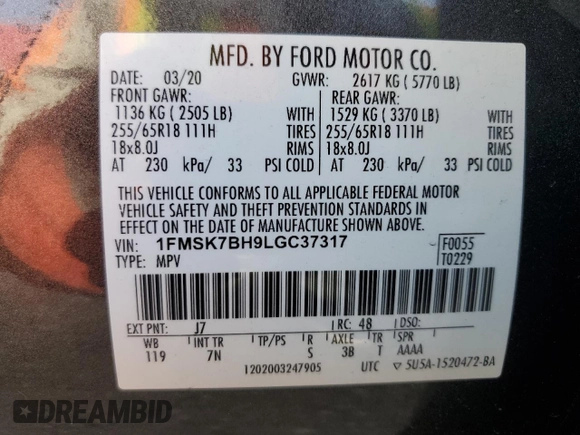 MFD. BY FORD MOTOR CO.
DATE: 03/20 GVWR: 2617 KG ( 5770 LB)
FRONT GAWR: REAR GAWR:
1136 KG ( 2505 LB) WITH 1529 KG ( 3370 LB) WITH
255/65R18 111H TIRES 255/65R18 111H TIRES
18x8.0J RIMS 18x8.0J RIMS
AT 230 kPa/ 33 PSI COLD AT 230 kPa/ 33 PSI COLD
THIS VEHICLE CONFORMS TO ALL APPLICABLE FEDERAL MOTOR
VEHICLE SAFETY AND THEFT PREVENTION STANDARDS IN
EFFECT ON THE DATE OF MANUFACTURE SHOWN ABOVE.
VIN: 1FMSK7BH9LGC37317 F0055
TYPE: MPV T0229
EXT PNT: J7 RC: 48 DSO:
WB INT TR TP/PS R AXLE TR SPR
119 7N S 3B T AAAA
1202003247905 UTC 5U5A-1520472-BA
DREAMBID